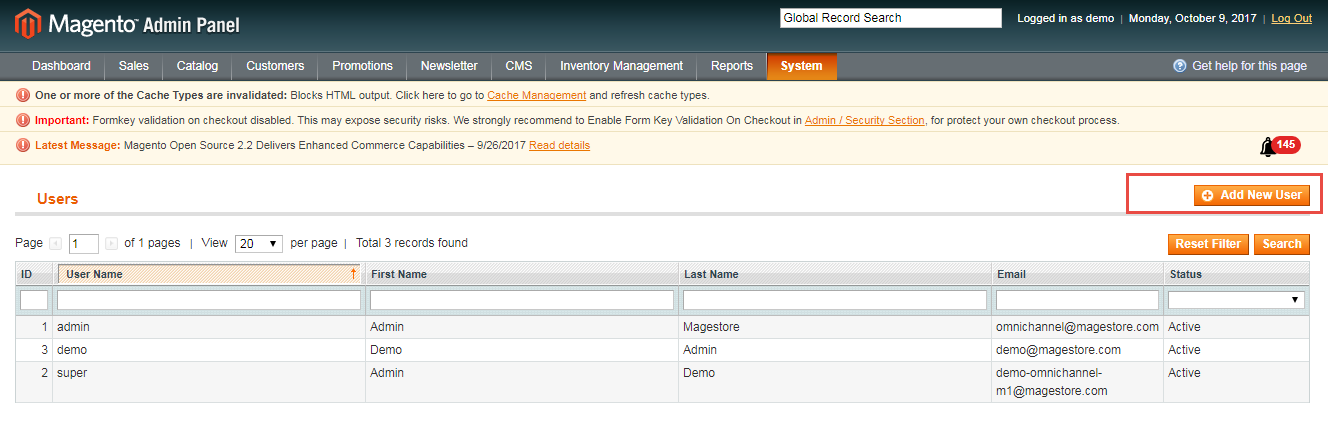 Magento Admin Panel Global Record Search Logged in as demo | Monday, October 9, 2017 | Log Out
Dashboard Sales Catalog Customers Promotions Newsletter CMS Inventory Management Reports System Get help for this page
One or more of the Cache Types are invalidated: Blocks HTML output. Click here to go to Cache Management and refresh cache types.
Important: Formkey validation on checkout disabled. This may expose security risks. We strongly recommend to Enable Form Key Validation On Checkout in Admin / Security Section, for protect your own checkout process.
Latest Message: Magento Open Source 2.2 Delivers Enhanced Commerce Capabilities – 9/26/2017 Read details 145
Users Add New User
Page 1 of 1 pages | View 20 per page | Total 3 records found Reset Filter Search
ID User Name First Name Last Name Email Status
1 admin Admin Magestore omnichannel@magestore.com Active
3 demo Demo Admin demo@magestore.com Active
2 super Admin Demo demo-omnichannel- Active
m1@magestore.com